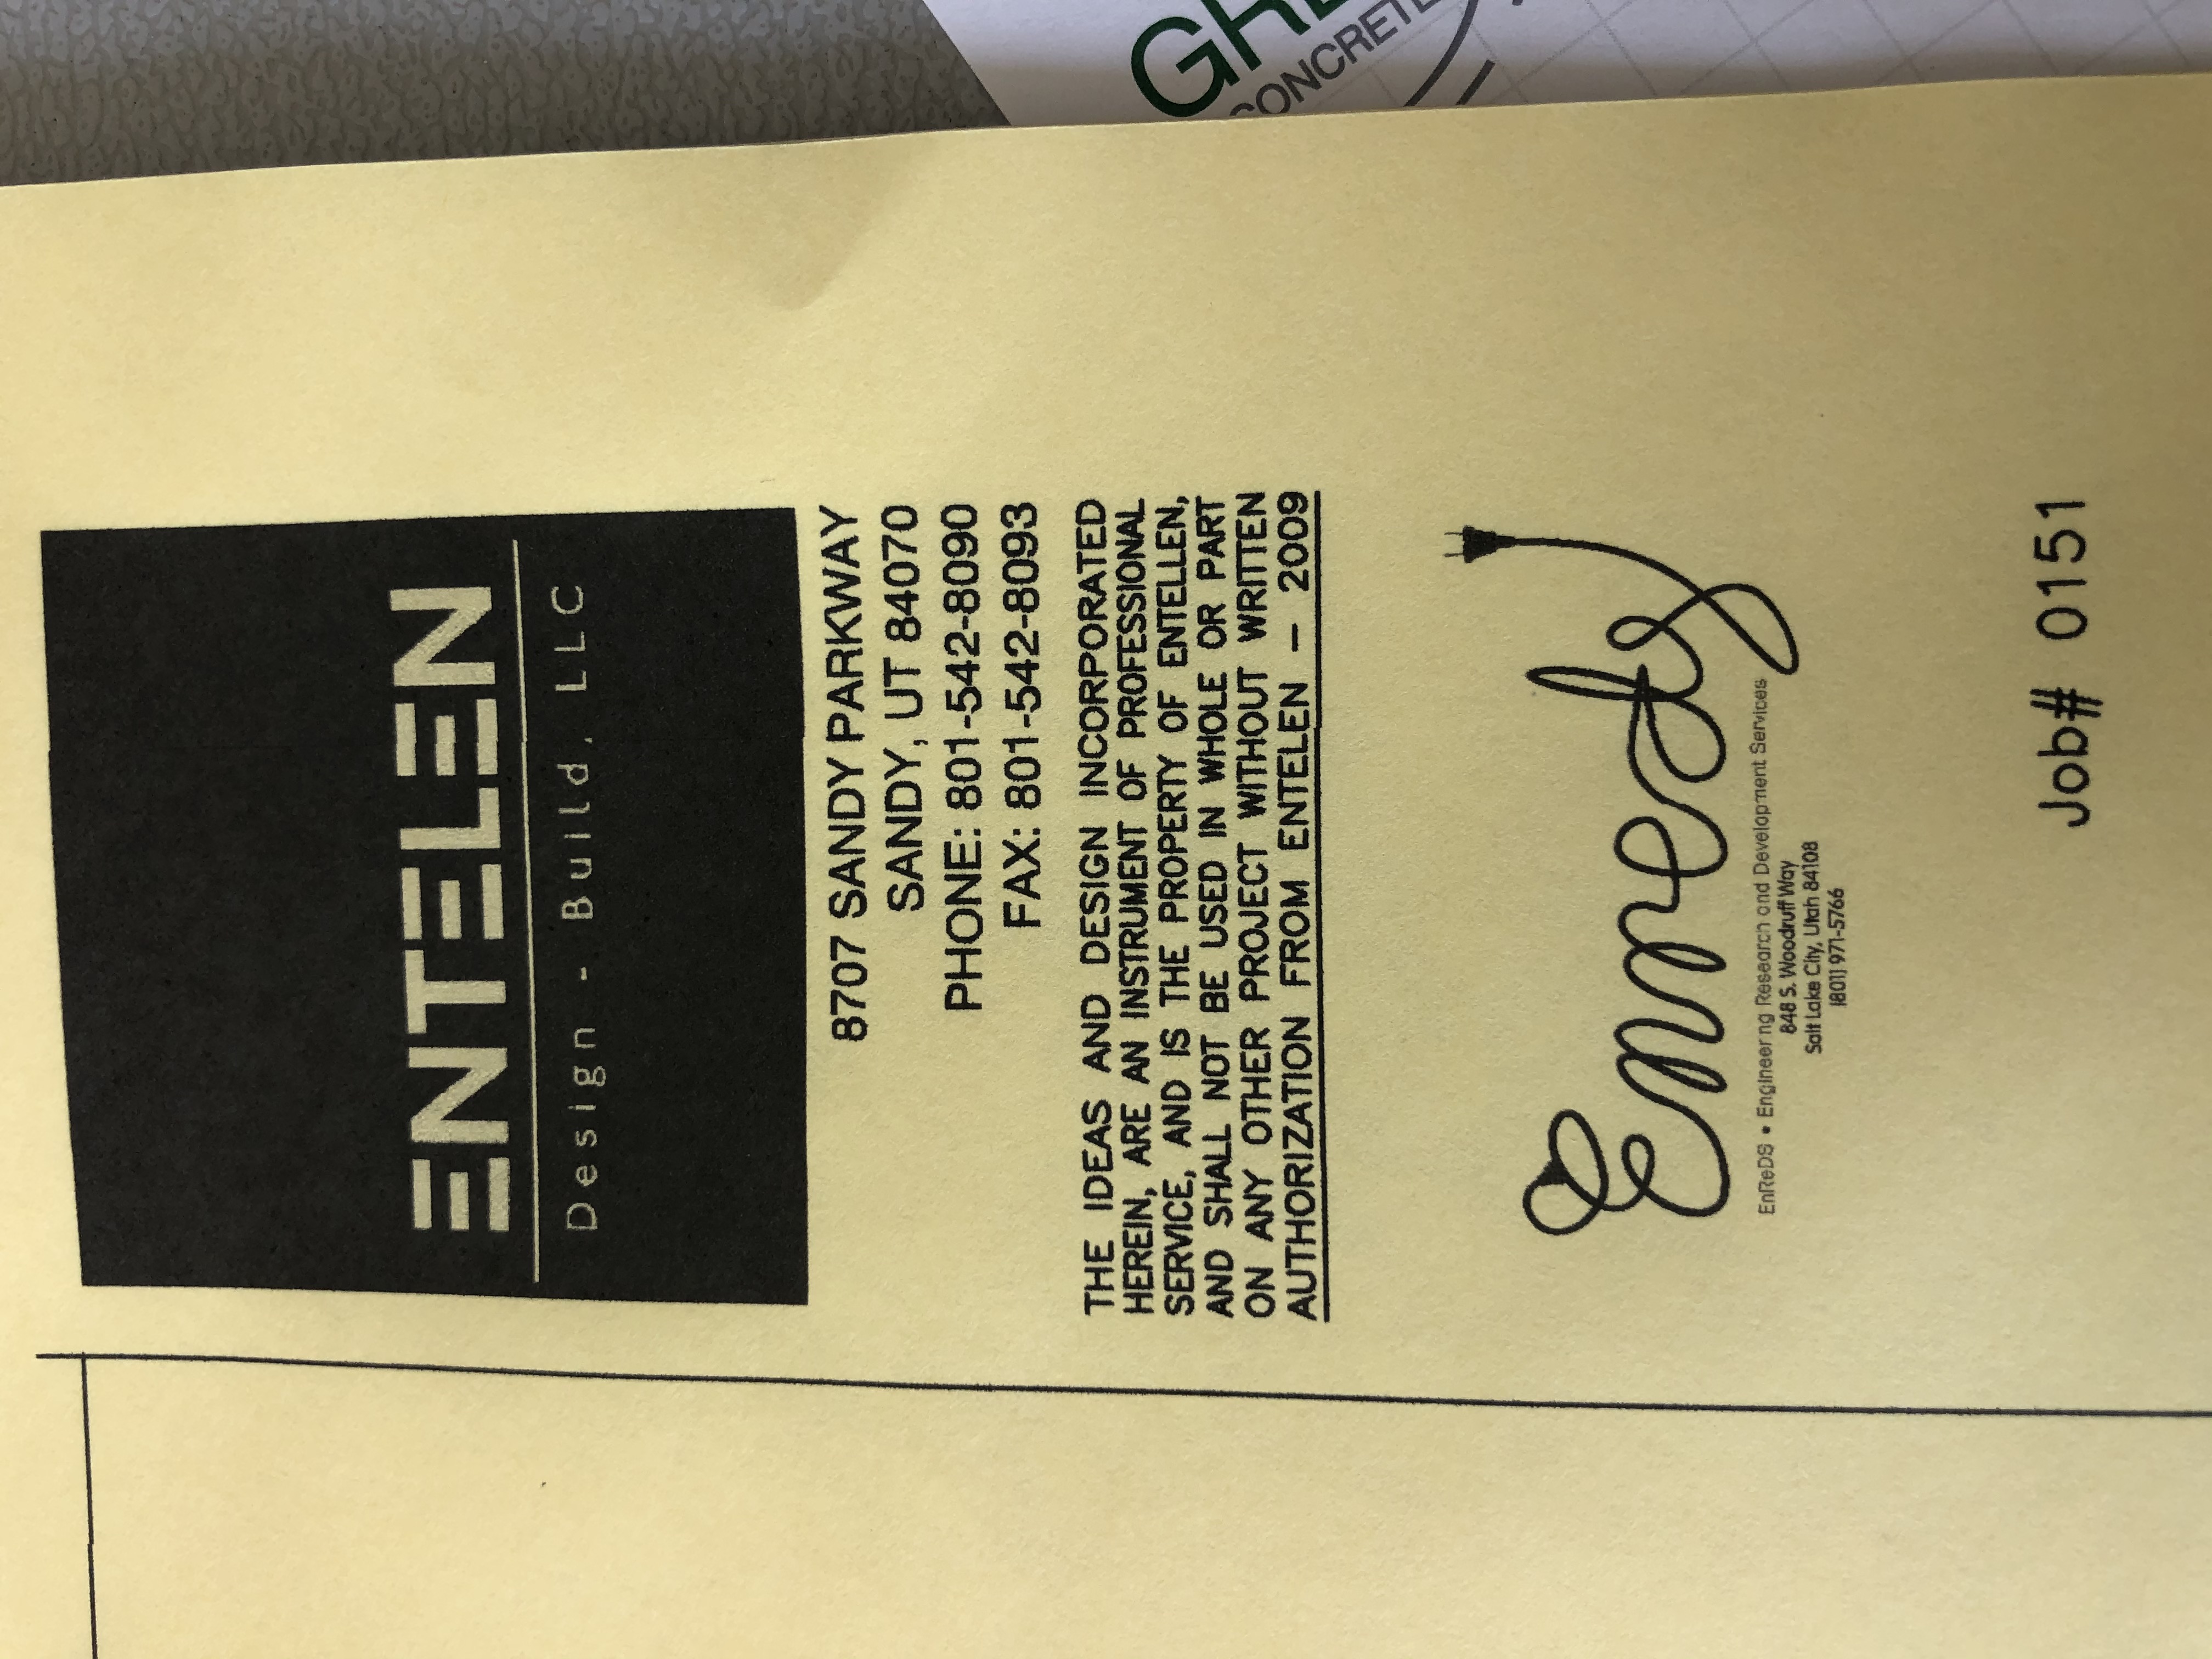 ENTELEN
Design - Build, LLC
8707 SANDY PARKWAY
SANDY, UT 84070
PHONE: 801-542-8090
FAX: 801-542-8093
THE IDEAS AND DESIGN INCORPORATED
HEREIN, ARE AN INSTRUMENT OF PROFESSIONAL
SERVICE, AND IS THE PROPERTY OF ENTELLEN,
AND SHALL NOT BE USED IN WHOLE OR PART
ON ANY OTHER PROJECT WITHOUT WRITTEN
AUTHORIZATION FROM ENTELEN – 2009
EnReDS • Engineering Research and Development Services
848 S. Woodruff Way
Salt Lake City, Utah 84108
(801) 971-5766
Job# 0151
CONCRETE